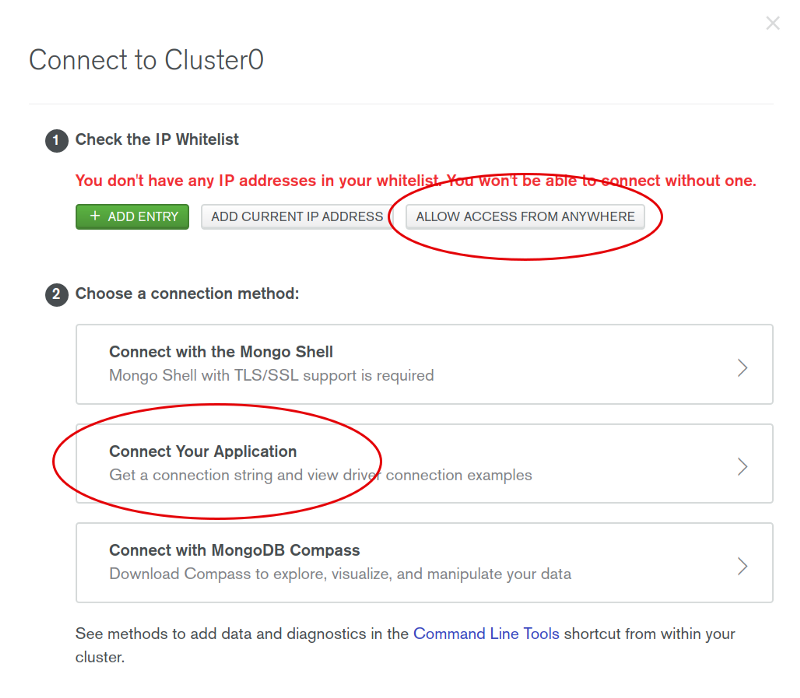 Connect to Cluster0
1 Check the IP Whitelist
You don't have any IP addresses in your whitelist. You won't be able to connect without one.
+ ADD ENTRY ADD CURRENT IP ADDRESS ALLOW ACCESS FROM ANYWHERE
2 Choose a connection method:
Connect with the Mongo Shell
Mongo Shell with TLS/SSL support is required
Connect Your Application
Get a connection string and view driver connection examples
Connect with MongoDB Compass
Download Compass to explore, visualize, and manipulate your data
See methods to add data and diagnostics in the Command Line Tools shortcut from within your
cluster.